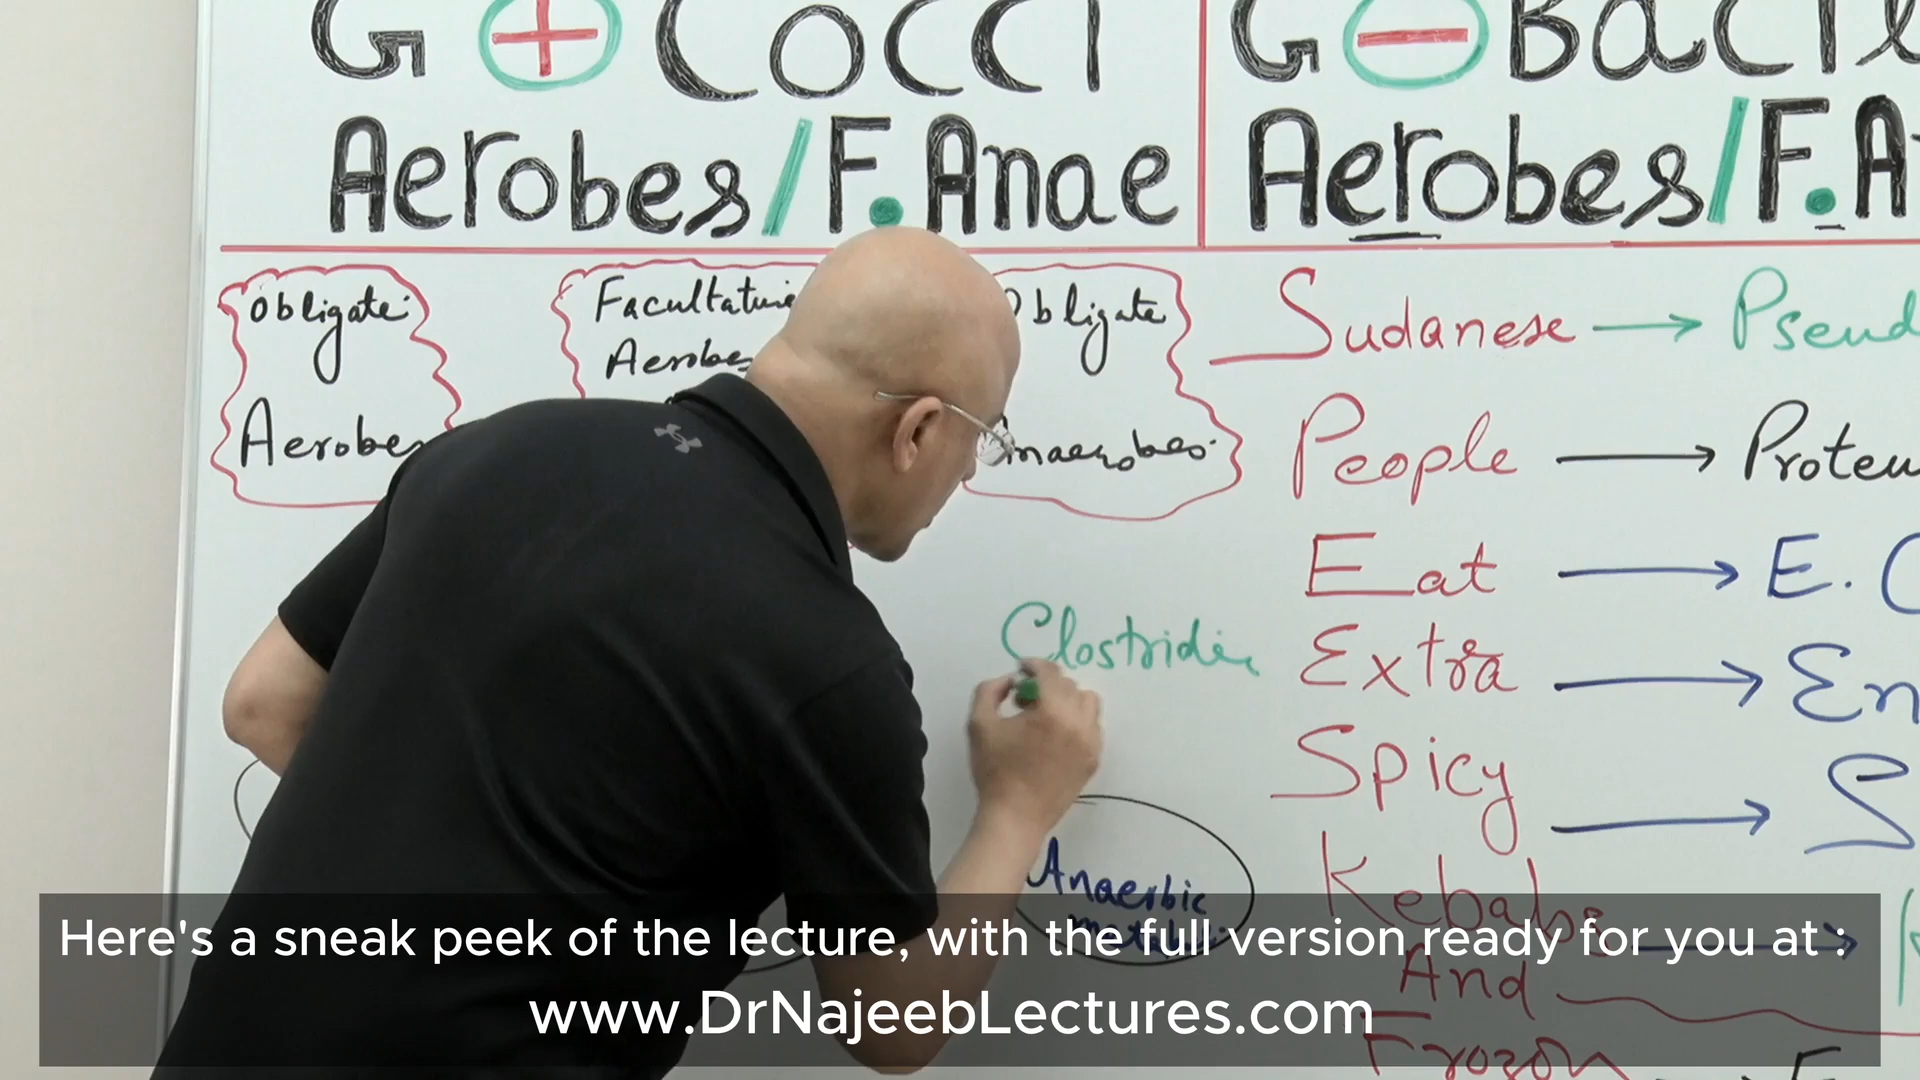 G + Cocci
Aerobes/F.Anae
G - Bacte
Aerobes/F.A
Obligate
Aerobes
Facultative
Aerobes
Obligate
Anaerobes
Clostridia
Anaerbic
Sudanese → Pseud
People → Proteu
Eat → E. C
Extra → En
Spicy → S
Kebabs → K
And
Frozen
Here's a sneak peek of the lecture, with the full version ready for you at :
www.DrNajeebLectures.com